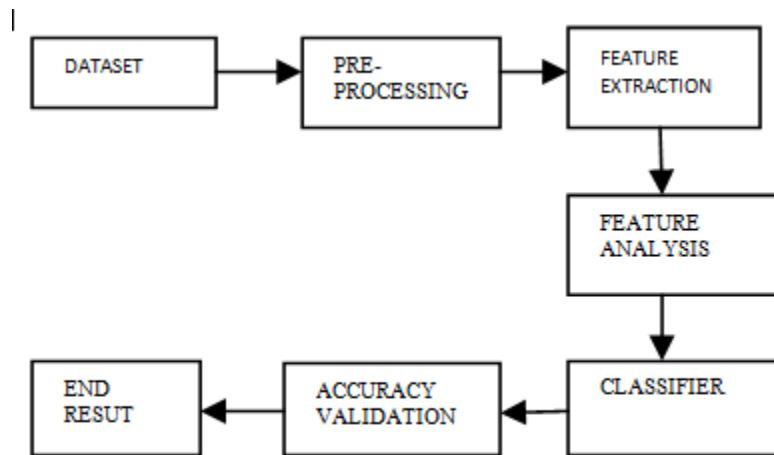 DATASET
PRE-
PROCESSING
FEATURE
EXTRACTION
FEATURE
ANALYSIS
CLASSIFIER
ACCURACY
VALIDATION
END
RESUT